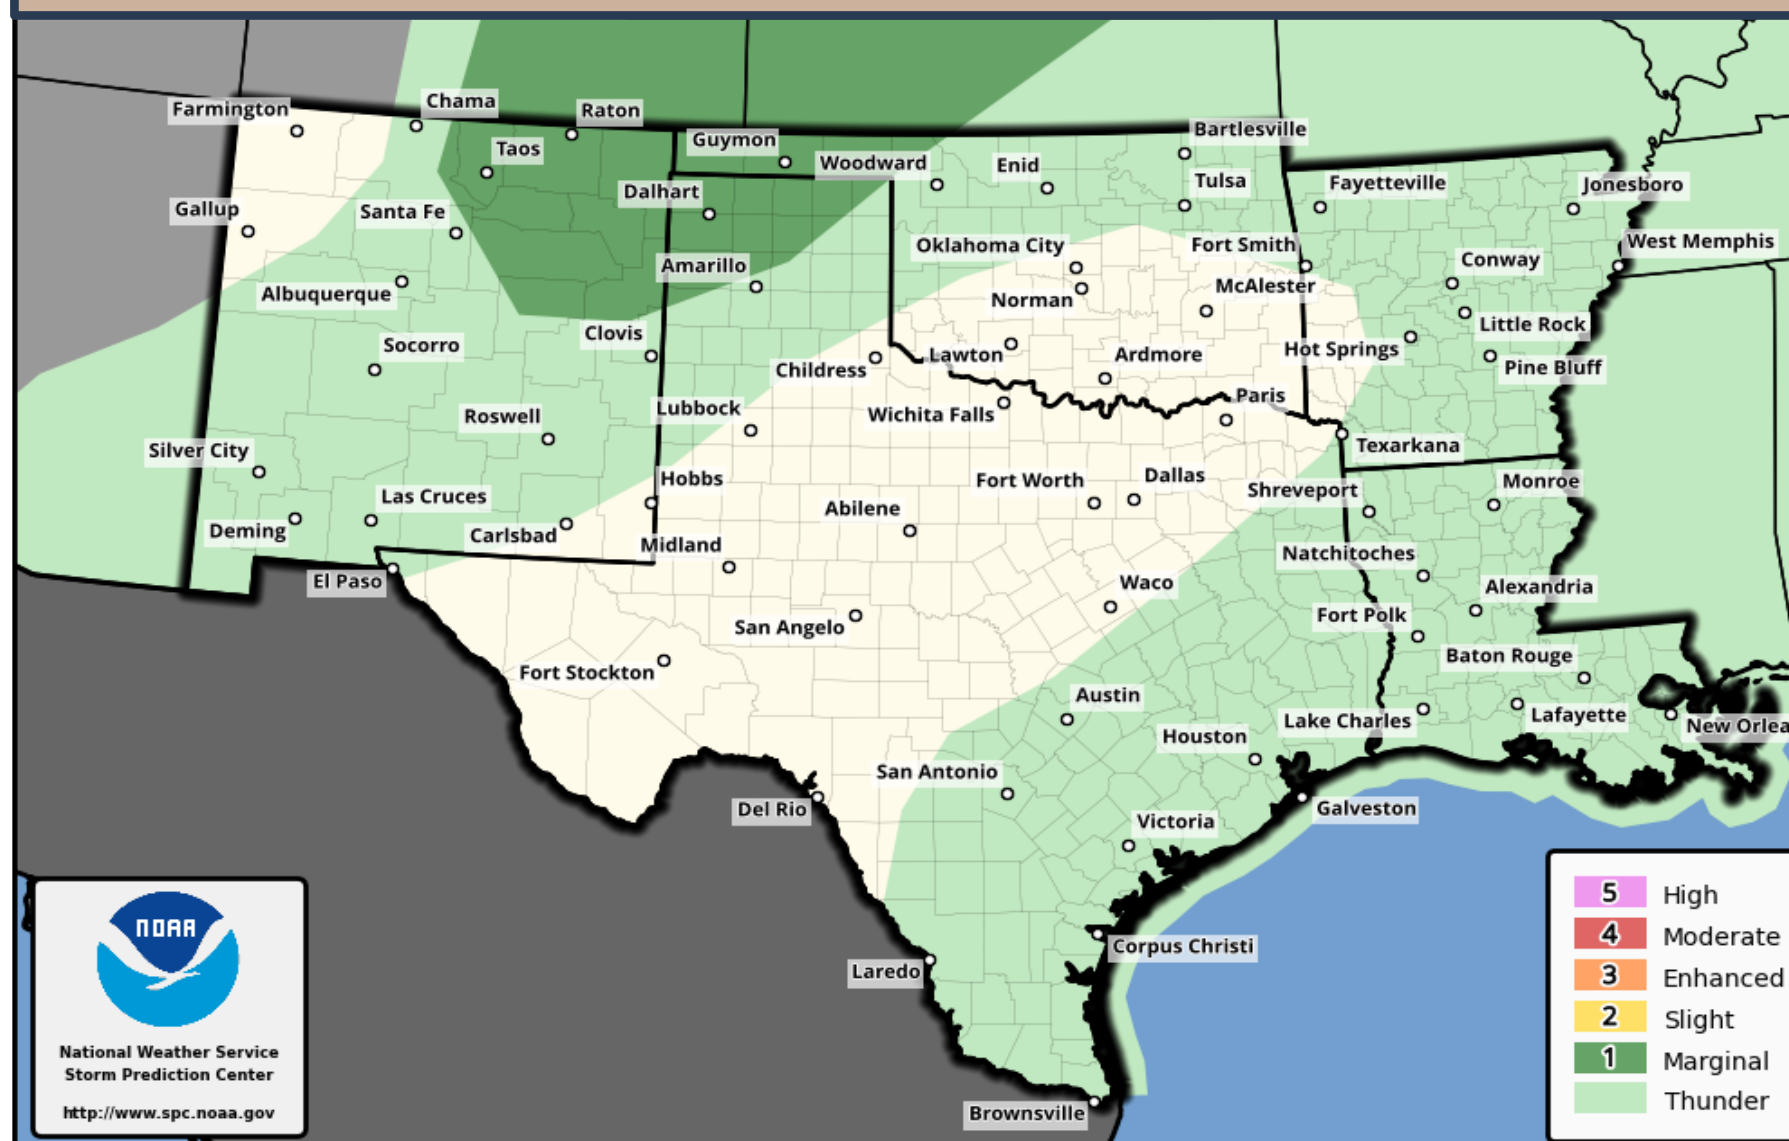 Farmington
Chama
Raton
Taos
Guymon
Woodward
Enid
Bartlesville
Tulsa
Fayetteville
Jonesboro
Gallup
Santa Fe
Dalhart
Oklahoma City
Fort Smith
West Memphis
Conway
Albuquerque
Amarillo
Norman
McAlester
Little Rock
Socorro
Clovis
Childress
Lawton
Ardmore
Hot Springs
Pine Bluff
Roswell
Lubbock
Wichita Falls
Paris
Texarkana
Silver City
Hobbs
Fort Worth
Dallas
Shreveport
Monroe
Las Cruces
Deming
Carlsbad
Abilene
Midland
Natchitoches
El Paso
Waco
Alexandria
San Angelo
Fort Polk
Fort Stockton
Baton Rouge
Austin
Lake Charles
Lafayette
New Orlea
Houston
San Antonio
Del Rio
Galveston
Victoria
Corpus Christi
Laredo
Brownsville
NOAA
National Weather Service
Storm Prediction Center
http://www.spc.noaa.gov
5 High
4 Moderate
3 Enhanced
2 Slight
1 Marginal
Thunder